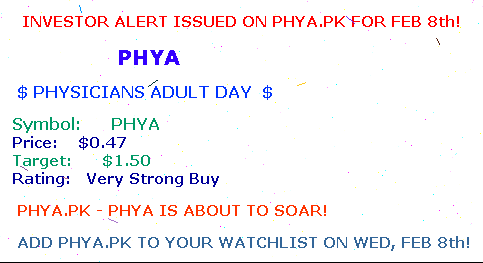 INVESTOR ALERT ISSUED ON PHYA.PK FOR FEB 8th!
PHYA
$ PHYSICIANS ADULT DAY $
Symbol: PHYA
Price: $0.47
Target: $1.50
Rating: Very Strong Buy
PHYA.PK - PHYA IS ABOUT TO SOAR!
ADD PHYA.PK TO YOUR WATCHLIST ON WED, FEB 8th!